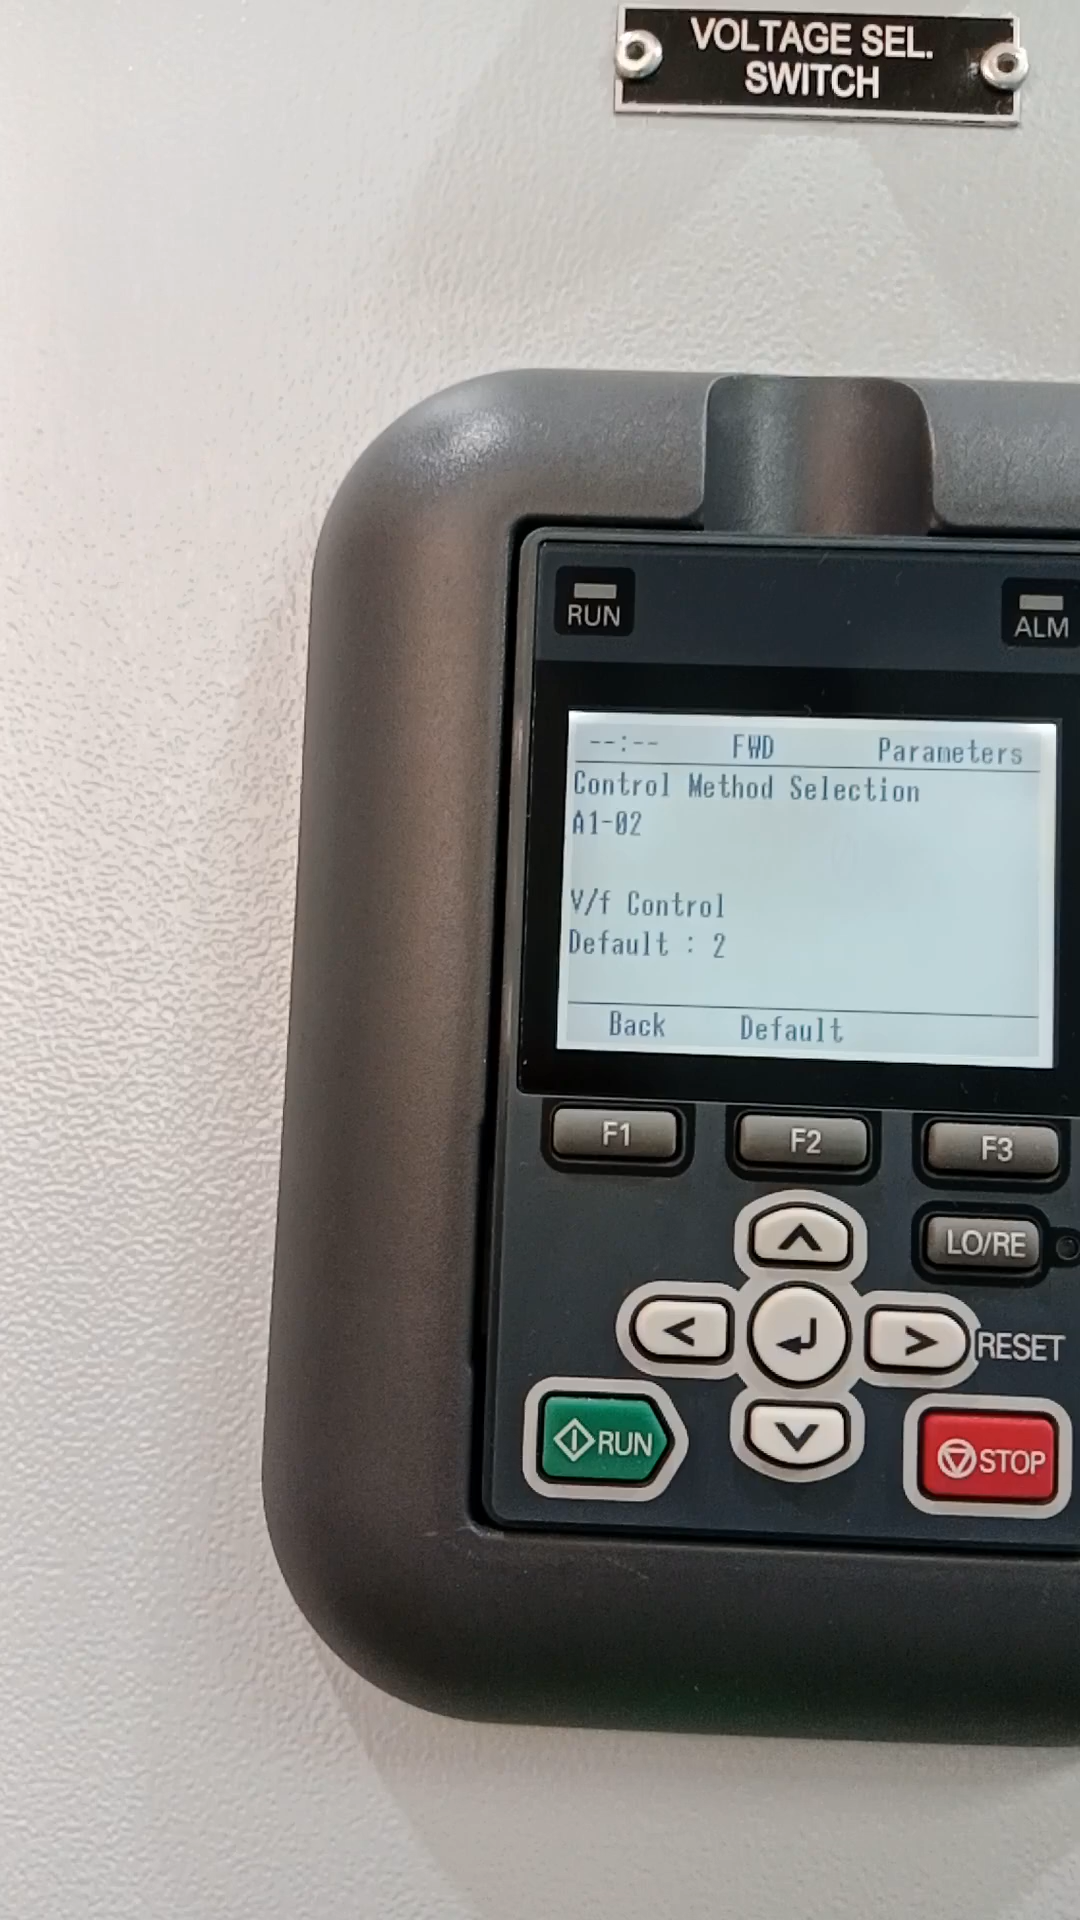 VOLTAGE SEL.
SWITCH
RUN
ALM
--:-- FWD Parameters
Control Method Selection
A1-02
V/f Control
Default : 2
Back Default
F1 F2 F3
LO/RE
RESET
RUN
STOP